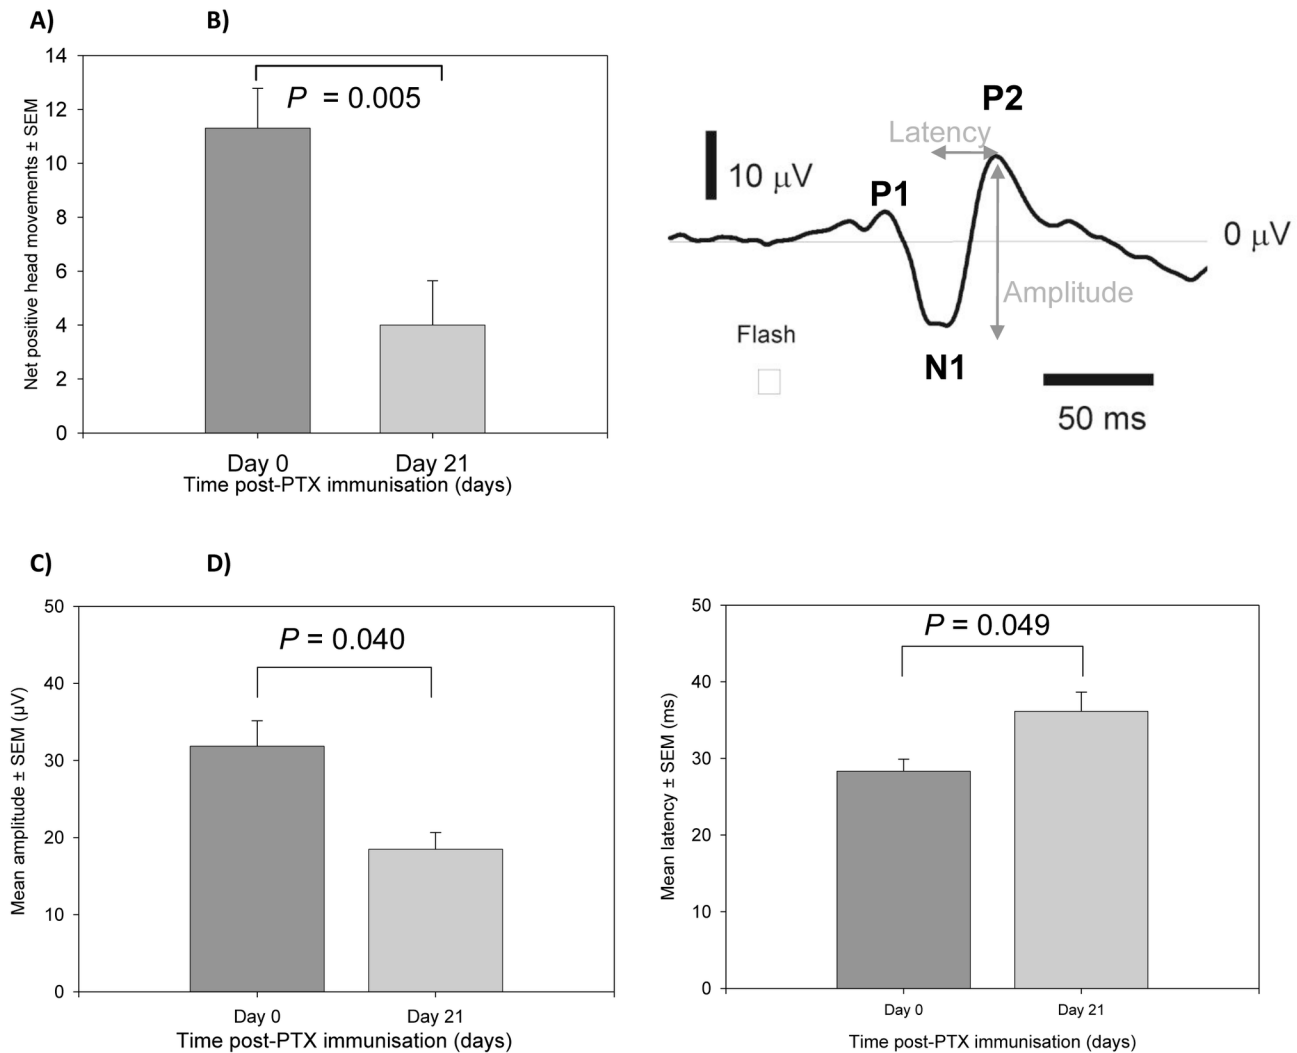 A)
B)
14
12
10
8
6
4
2
0
Net positive head movements ± SEM
P = 0.005
Day 0
Day 21
Time post-PTX immunisation (days)
P2
Latency
10 µV
P1
0 µV
Amplitude
Flash
N1
50 ms
C)
D)
50
40
30
20
10
0
Mean amplitude ± SEM (µV)
P = 0.040
Day 0
Day 21
Time post-PTX immunisation (days)
50
40
30
20
10
0
Mean latency ± SEM (ms)
P = 0.049
Day 0
Day 21
Time post-PTX immunisation (days)